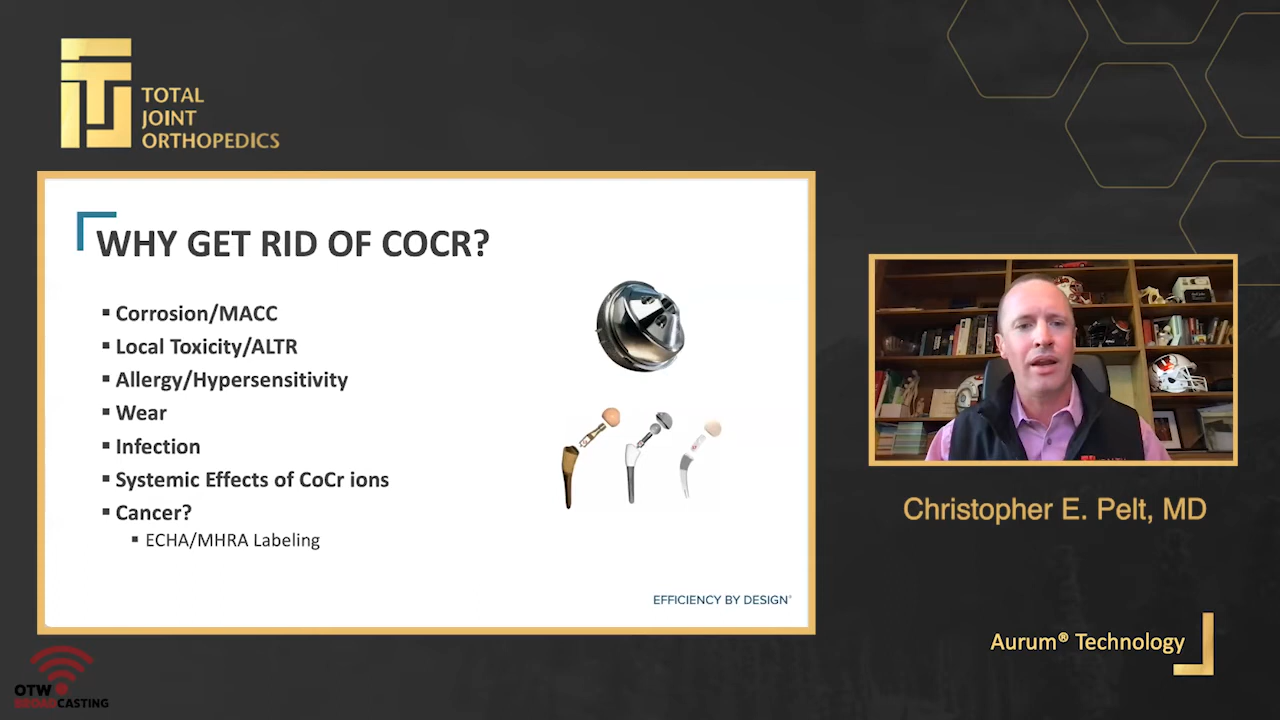 TOTAL
JOINT
ORTHOPEDICS
WHY GET RID OF COCR?
▪ Corrosion/MACC
▪ Local Toxicity/ALTR
▪ Allergy/Hypersensitivity
▪ Wear
▪ Infection
▪ Systemic Effects of CoCr ions
▪ Cancer?
▪ ECHA/MHRA Labeling
EFFICIENCY BY DESIGN®
Christopher E. Pelt, MD
Aurum® Technology
OTW
BROADCASTING